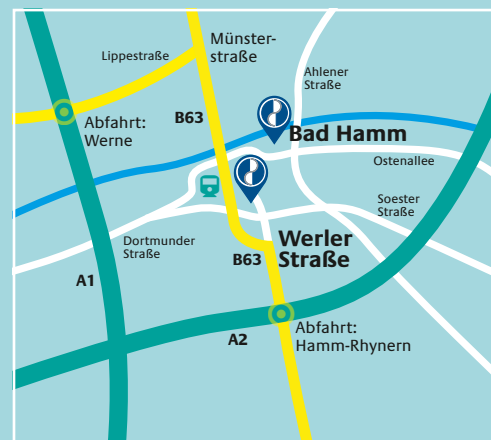 Münster-
straße
Lippestraße
Ahlener
Straße
B63
Abfahrt:
Werne
Bad Hamm
Ostenallee
Soester
Straße
Dortmunder
Straße
Werler
Straße
B63
A1
Abfahrt:
Hamm-Rhynern
A2